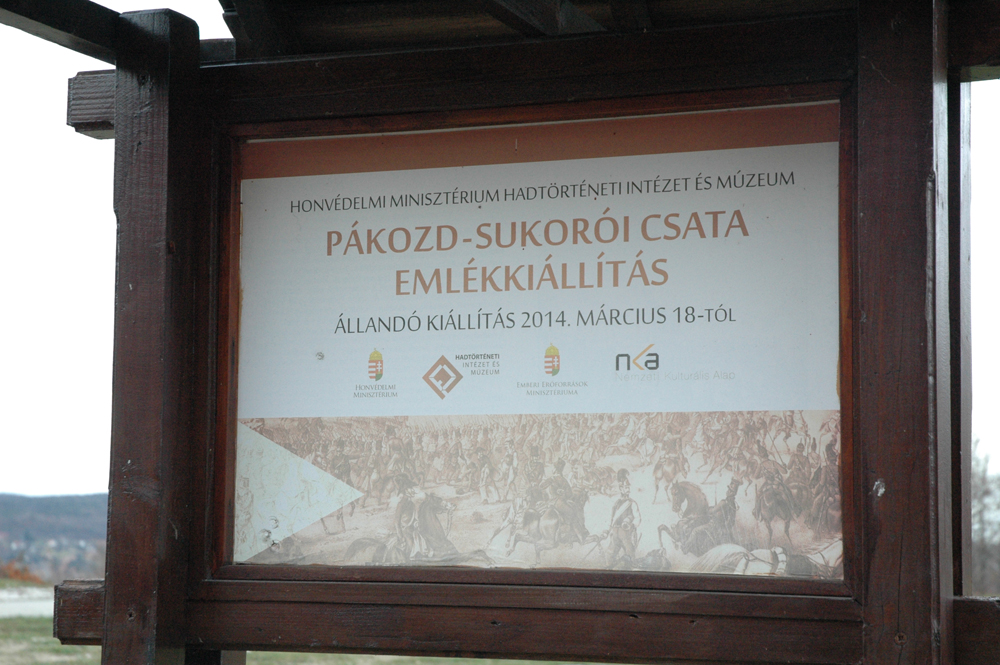 HONVÉDELMI MINISZTÉRIUM HADTÖRTÉNETI INTÉZET ÉS MÚZEUM
PÁKOZD-SUKORÓI CSATA
EMLÉKKIÁLLÍTÁS
ÁLLANDÓ KIÁLLÍTÁS 2014. MÁRCIUS 18-TÓL
HONVÉDELMI
MINISZTÉRIUM
HADTÖRTÉNETI
INTÉZET ÉS
MÚZEUM
EMBERI ERŐFORRÁSOK
MINISZTÉRIUMA
nka
Nemzeti Kulturális Alap